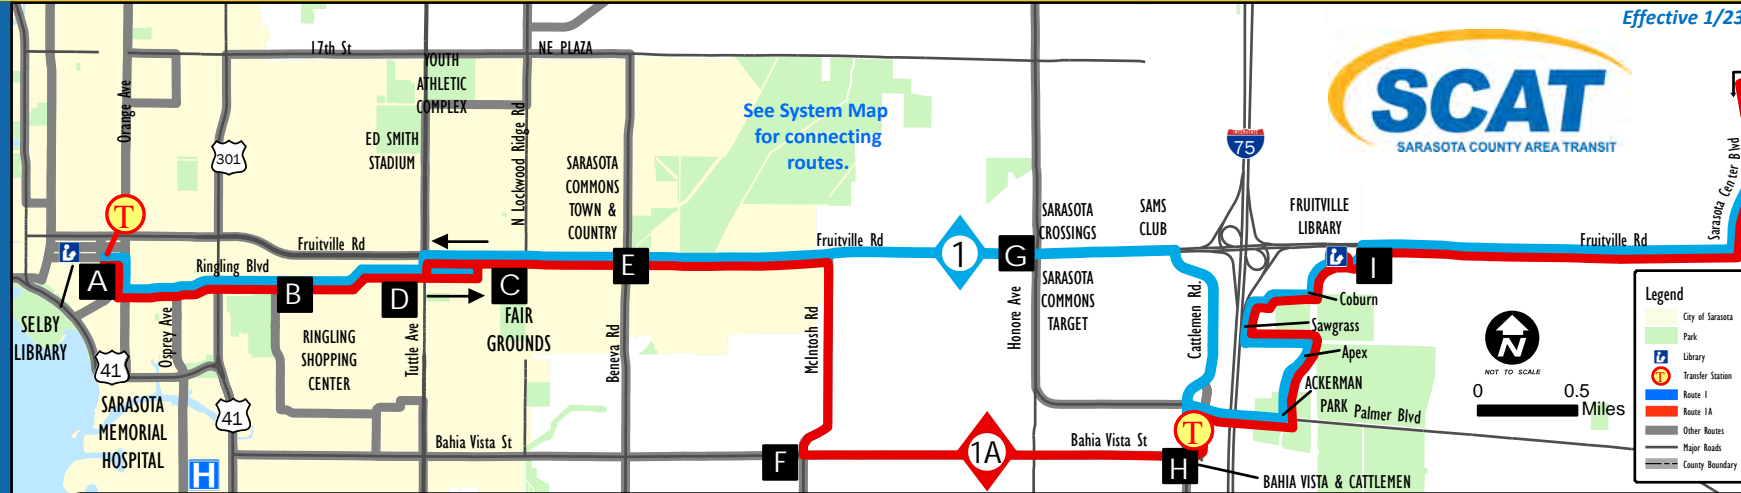 Effective 1/23
17th St
NE PLAZA
YOUTH
ATHLETIC
COMPLEX
Orange Ave
N Lockwood Ridge Rd
ED SMITH
STADIUM
301
SARASOTA
COMMONS
TOWN &
COUNTRY
See System Map
for connecting
routes.
INTERSTATE
75
SCAT
SARASOTA COUNTY AREA TRANSIT
Sarasota Center Blvd
T
SARASOTA
CROSSINGS
SAMS
CLUB
FRUITVILLE
LIBRARY
Fruitville Rd
Fruitville Rd
Fruitville Rd
1
G
E
I
A
Ringling Blvd
B
D
C
FAIR
GROUNDS
SARASOTA
COMMONS
TARGET
Honore Ave
Cattlemen Rd.
Coburn
Sawgrass
Apex
ACKERMAN
PARK
Palmer Blvd
SELBY
LIBRARY
Osprey Ave
RINGLING
SHOPPING
CENTER
Tuttle Ave
Beneva Rd
McIntosh Rd
41
41
SARASOTA
MEMORIAL
HOSPITAL
H
Bahia Vista St
F
1A
Bahia Vista St
T
H
BAHIA VISTA & CATTLEMEN
N
NOT TO SCALE
0 0.5
Miles
Legend
City of Sarasota
Park
Library
T Transfer Station
Route 1
Route 1A
Other Routes
Major Roads
County Boundary